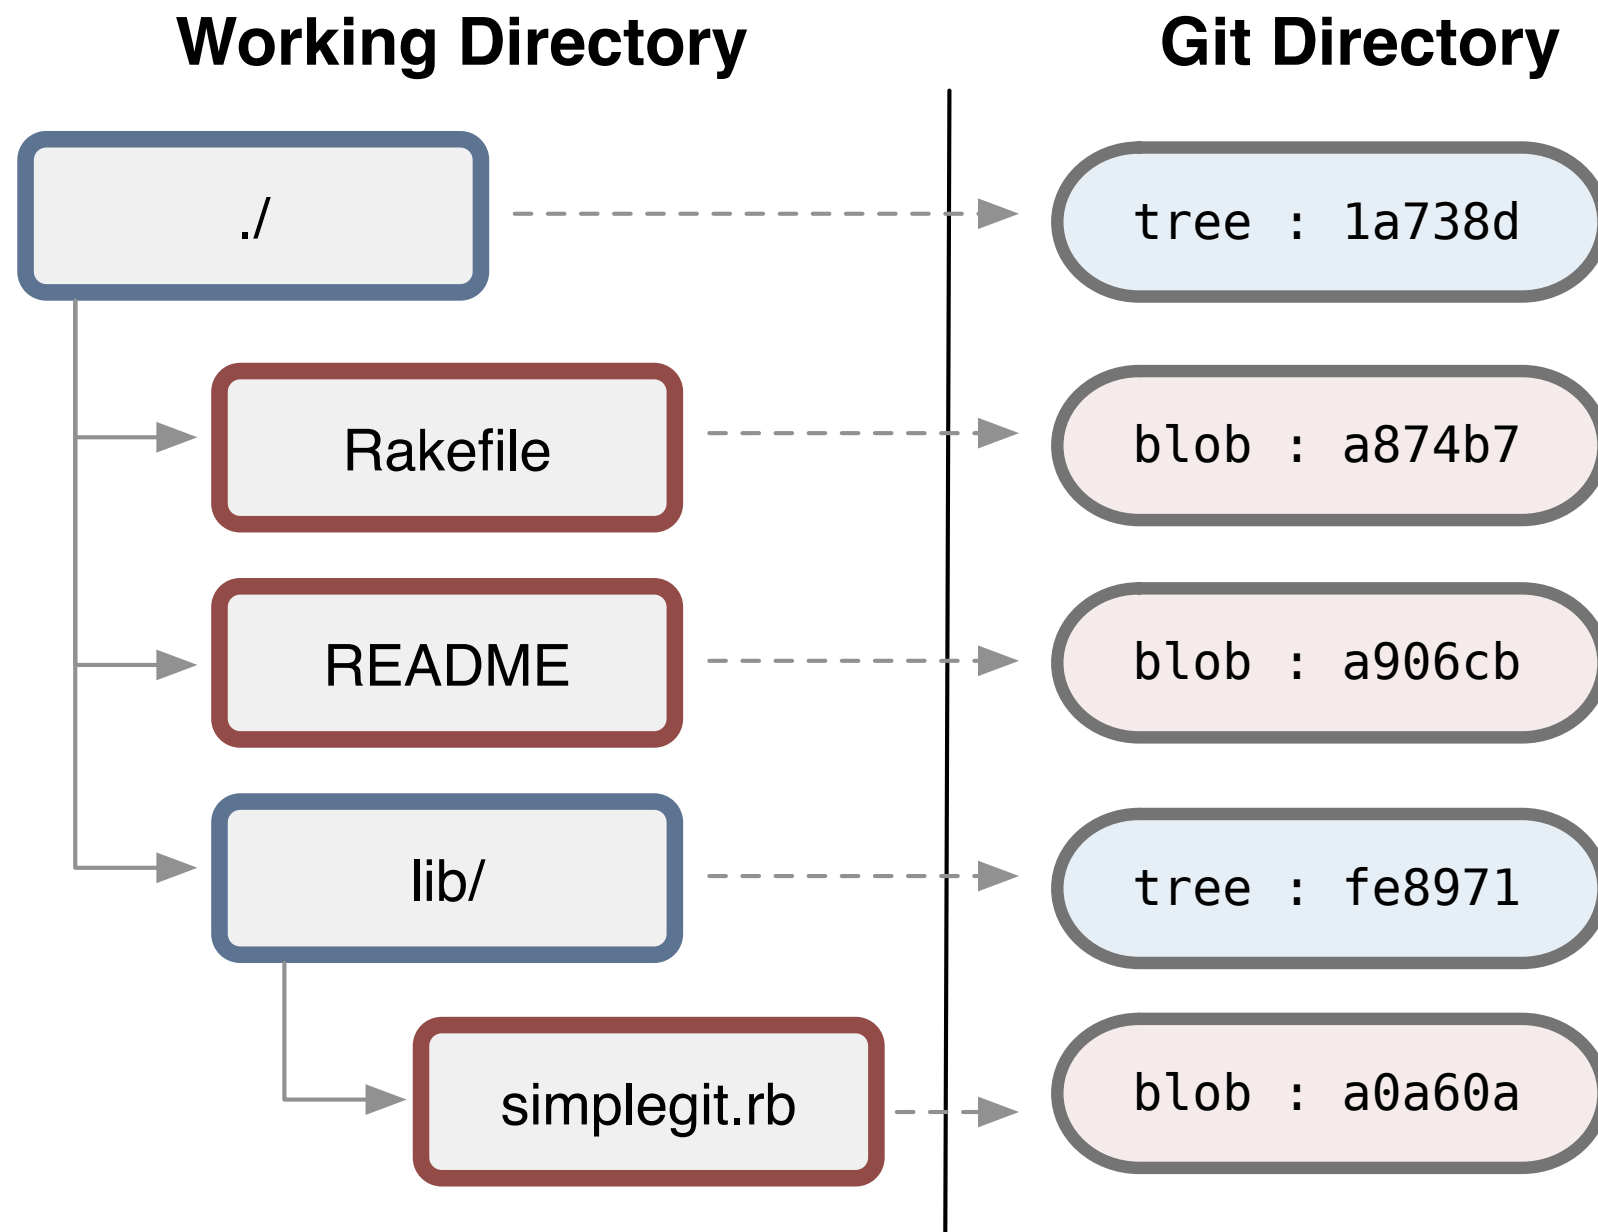 Working Directory
Git Directory
./
tree : 1a738d
Rakefile
blob : a874b7
README
blob : a906cb
lib/
tree : fe8971
simplegit.rb
blob : a0a60a